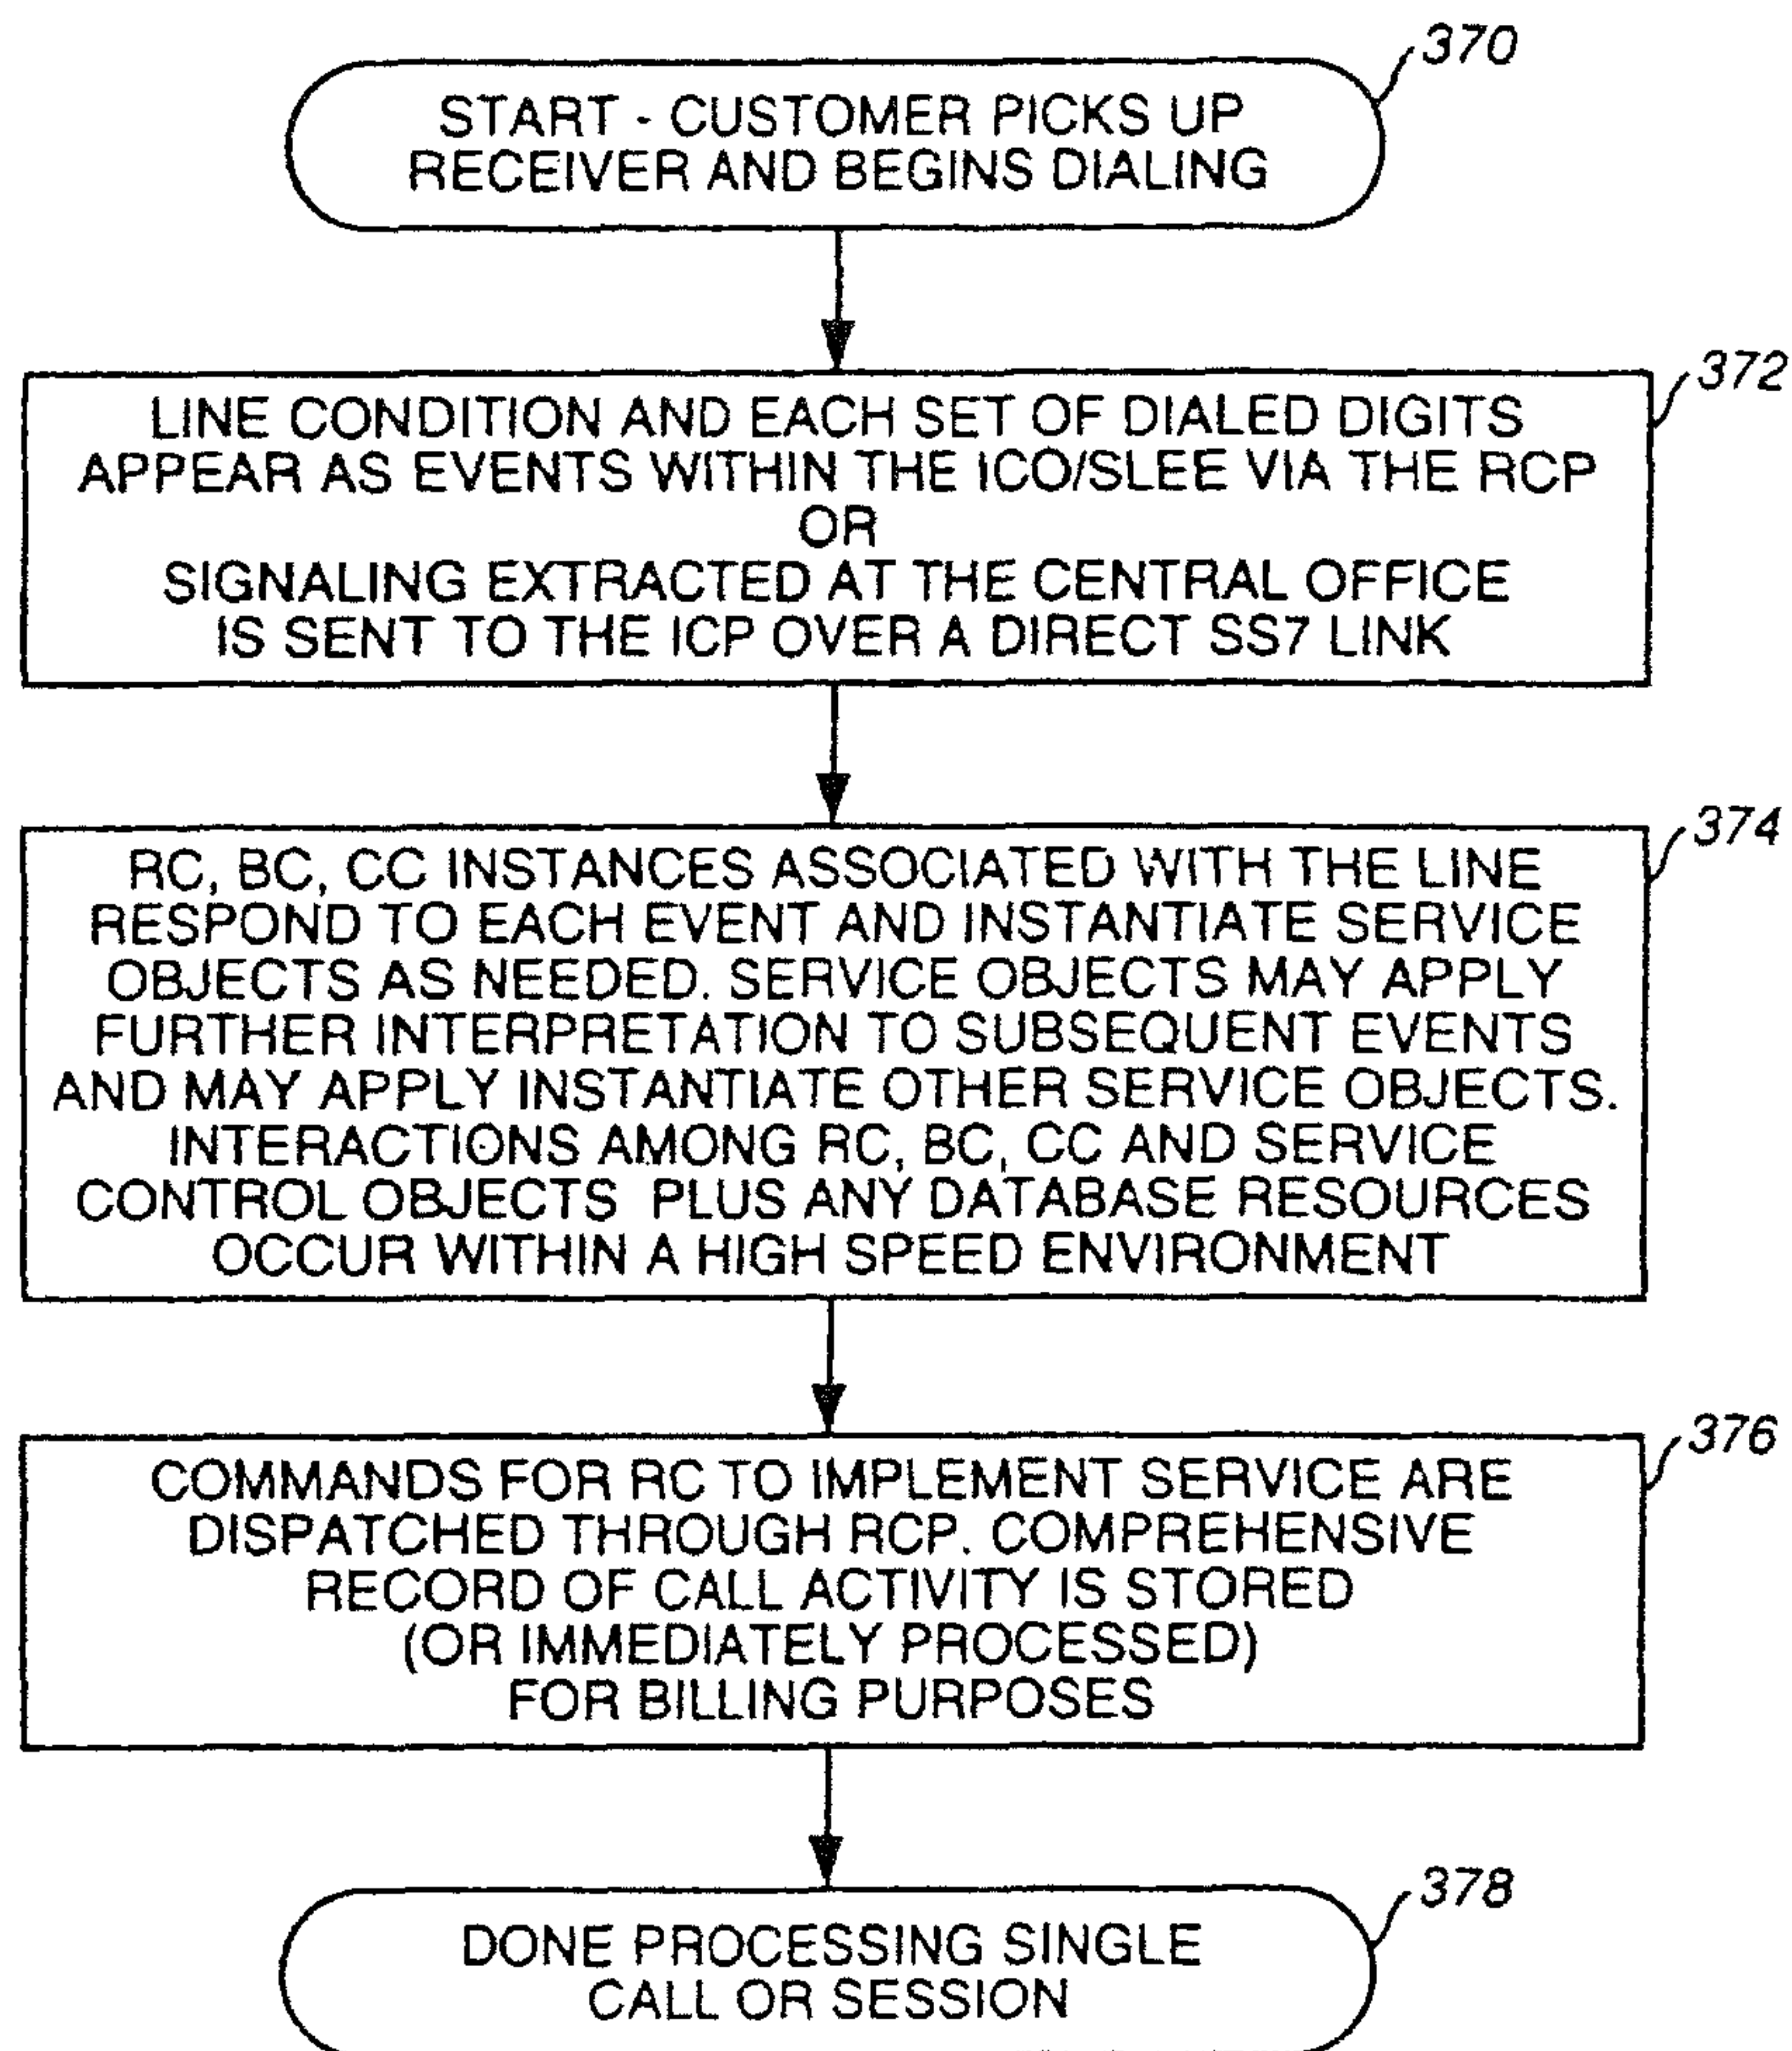 370
START - CUSTOMER PICKS UP
RECEIVER AND BEGINS DIALING
372
LINE CONDITION AND EACH SET OF DIALED DIGITS
APPEAR AS EVENTS WITHIN THE ICO/SLEE VIA THE RCP
OR
SIGNALING EXTRACTED AT THE CENTRAL OFFICE
IS SENT TO THE ICP OVER A DIRECT SS7 LINK
374
RC, BC, CC INSTANCES ASSOCIATED WITH THE LINE
RESPOND TO EACH EVENT AND INSTANTIATE SERVICE
OBJECTS AS NEEDED. SERVICE OBJECTS MAY APPLY
FURTHER INTERPRETATION TO SUBSEQUENT EVENTS
AND MAY APPLY INSTANTIATE OTHER SERVICE OBJECTS.
INTERACTIONS AMONG RC, BC, CC AND SERVICE
CONTROL OBJECTS PLUS ANY DATABASE RESOURCES
OCCUR WITHIN A HIGH SPEED ENVIRONMENT
376
COMMANDS FOR RC TO IMPLEMENT SERVICE ARE
DISPATCHED THROUGH RCP. COMPREHENSIVE
RECORD OF CALL ACTIVITY IS STORED
(OR IMMEDIATELY PROCESSED)
FOR BILLING PURPOSES
378
DONE PROCESSING SINGLE
CALL OR SESSION